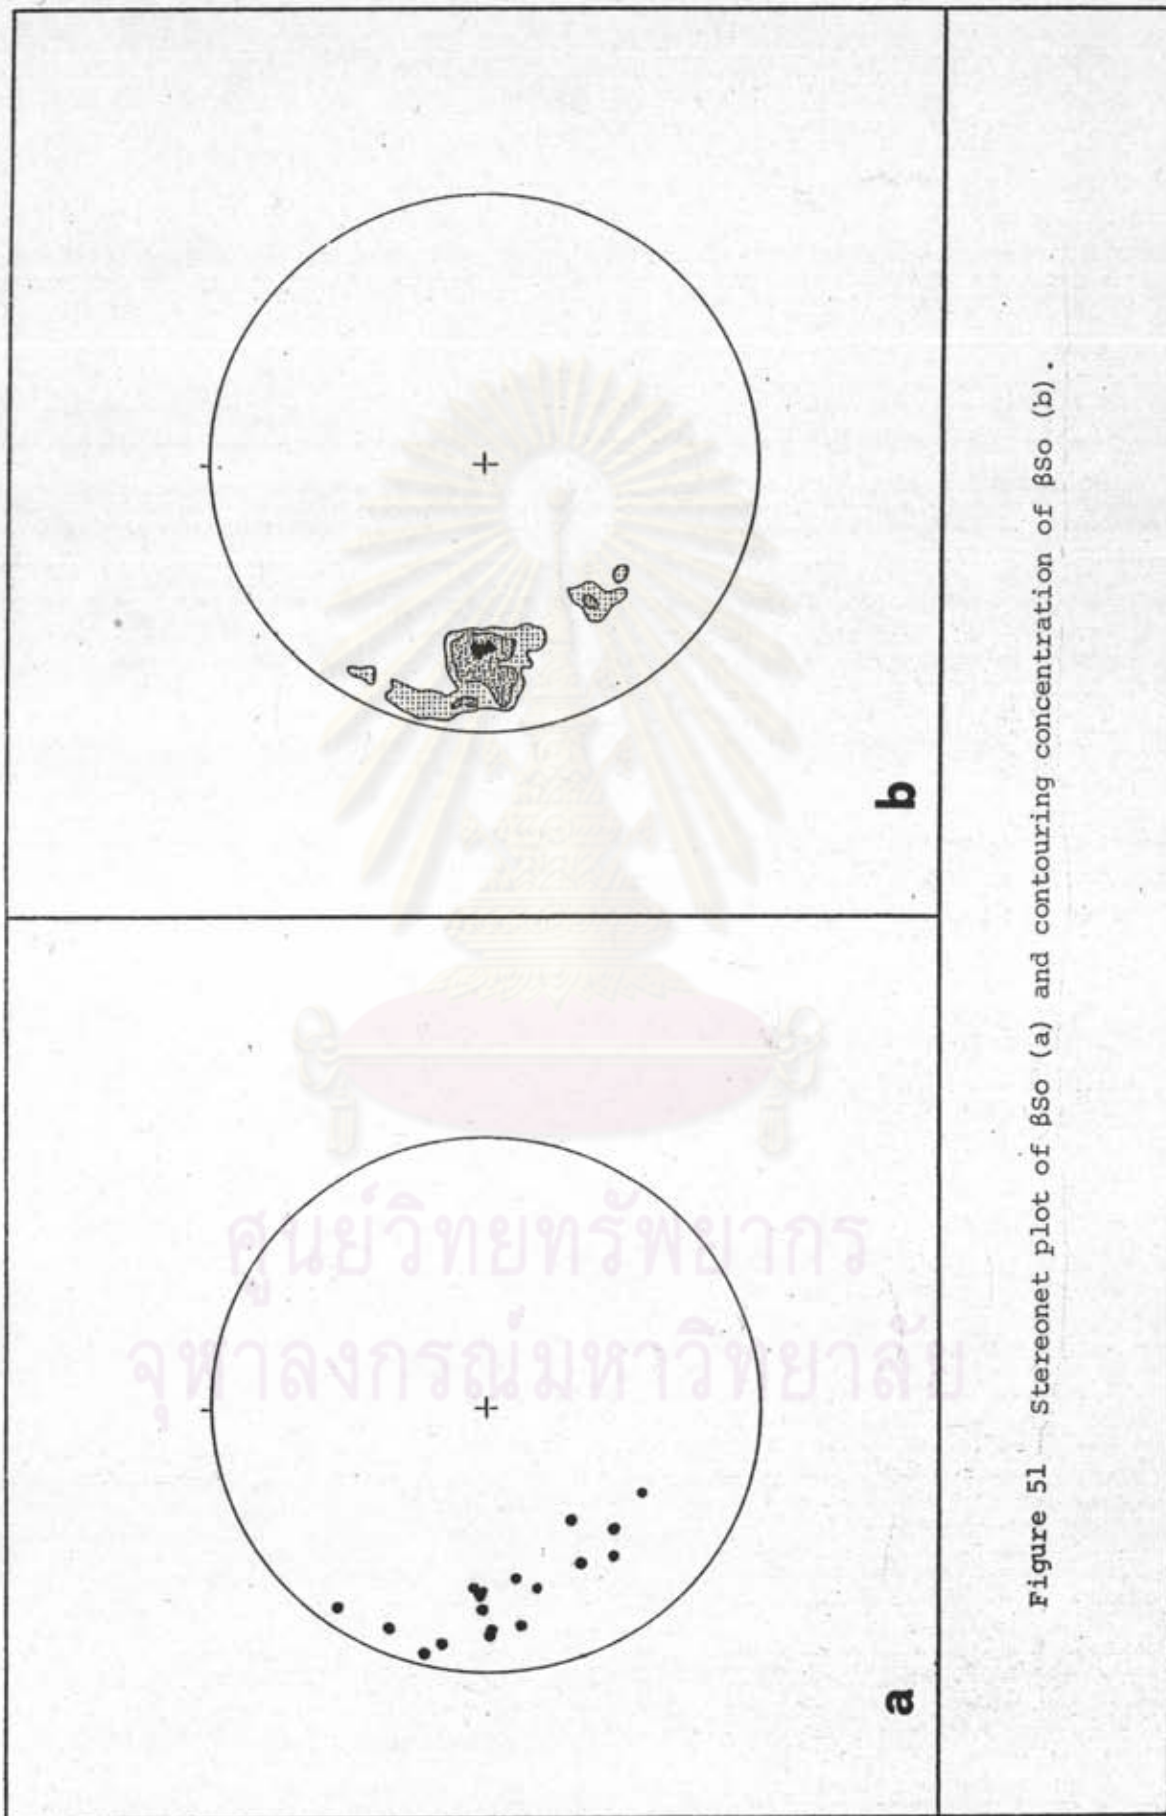 a
b
Figure 51 Stereonet plot of βSo (a) and contouring concentration of βSo (b).
ศูนย์วิทยทรัพยากร
จุฬาลงกรณ์มหาวิทยาลัย